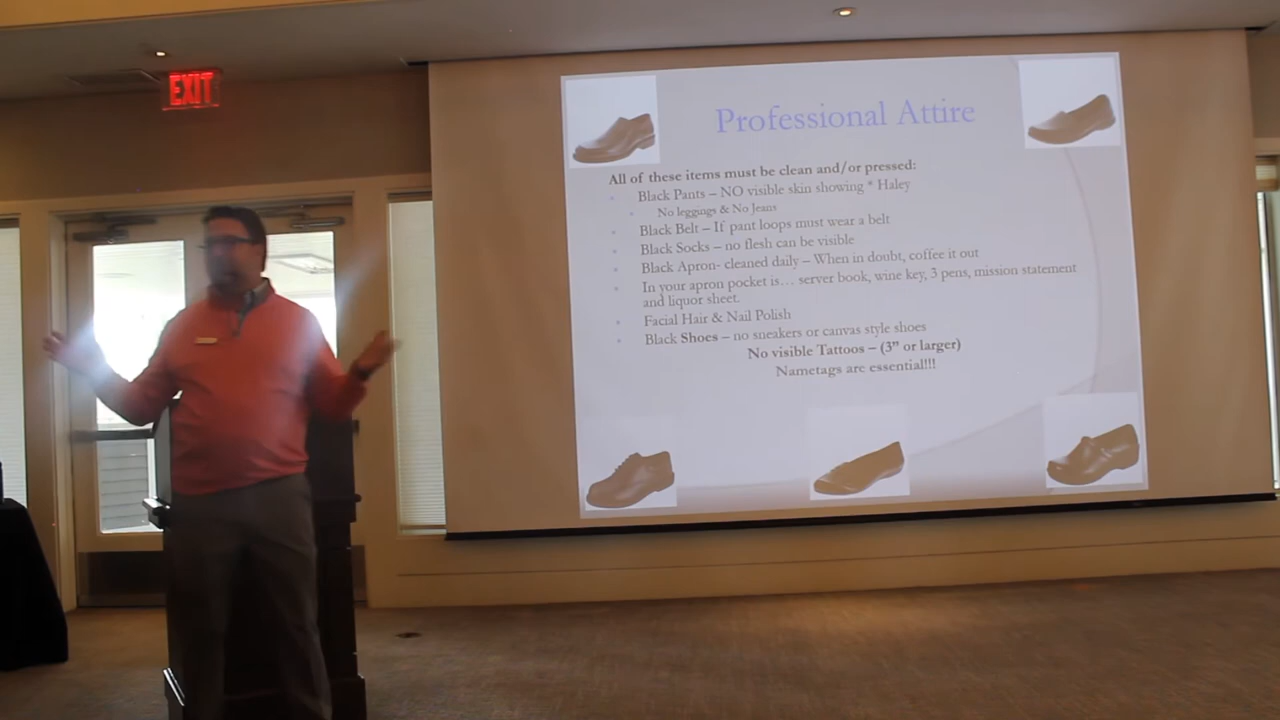 EXIT
Professional Attire
All of these items must be clean and/or pressed:
Black Pants – NO visible skin showing * Haley
No leggings & No Jeans
Black Belt – If pant loops must wear a belt
Black Socks – no flesh can be visible
Black Apron- cleaned daily – When in doubt, coffee it out
In your apron pocket is… server book, wine key, 3 pens, mission statement
and liquor sheet.
Facial Hair & Nail Polish
Black Shoes – no sneakers or canvas style shoes
No visible Tattoos – (3” or larger)
Nametags are essential!!!